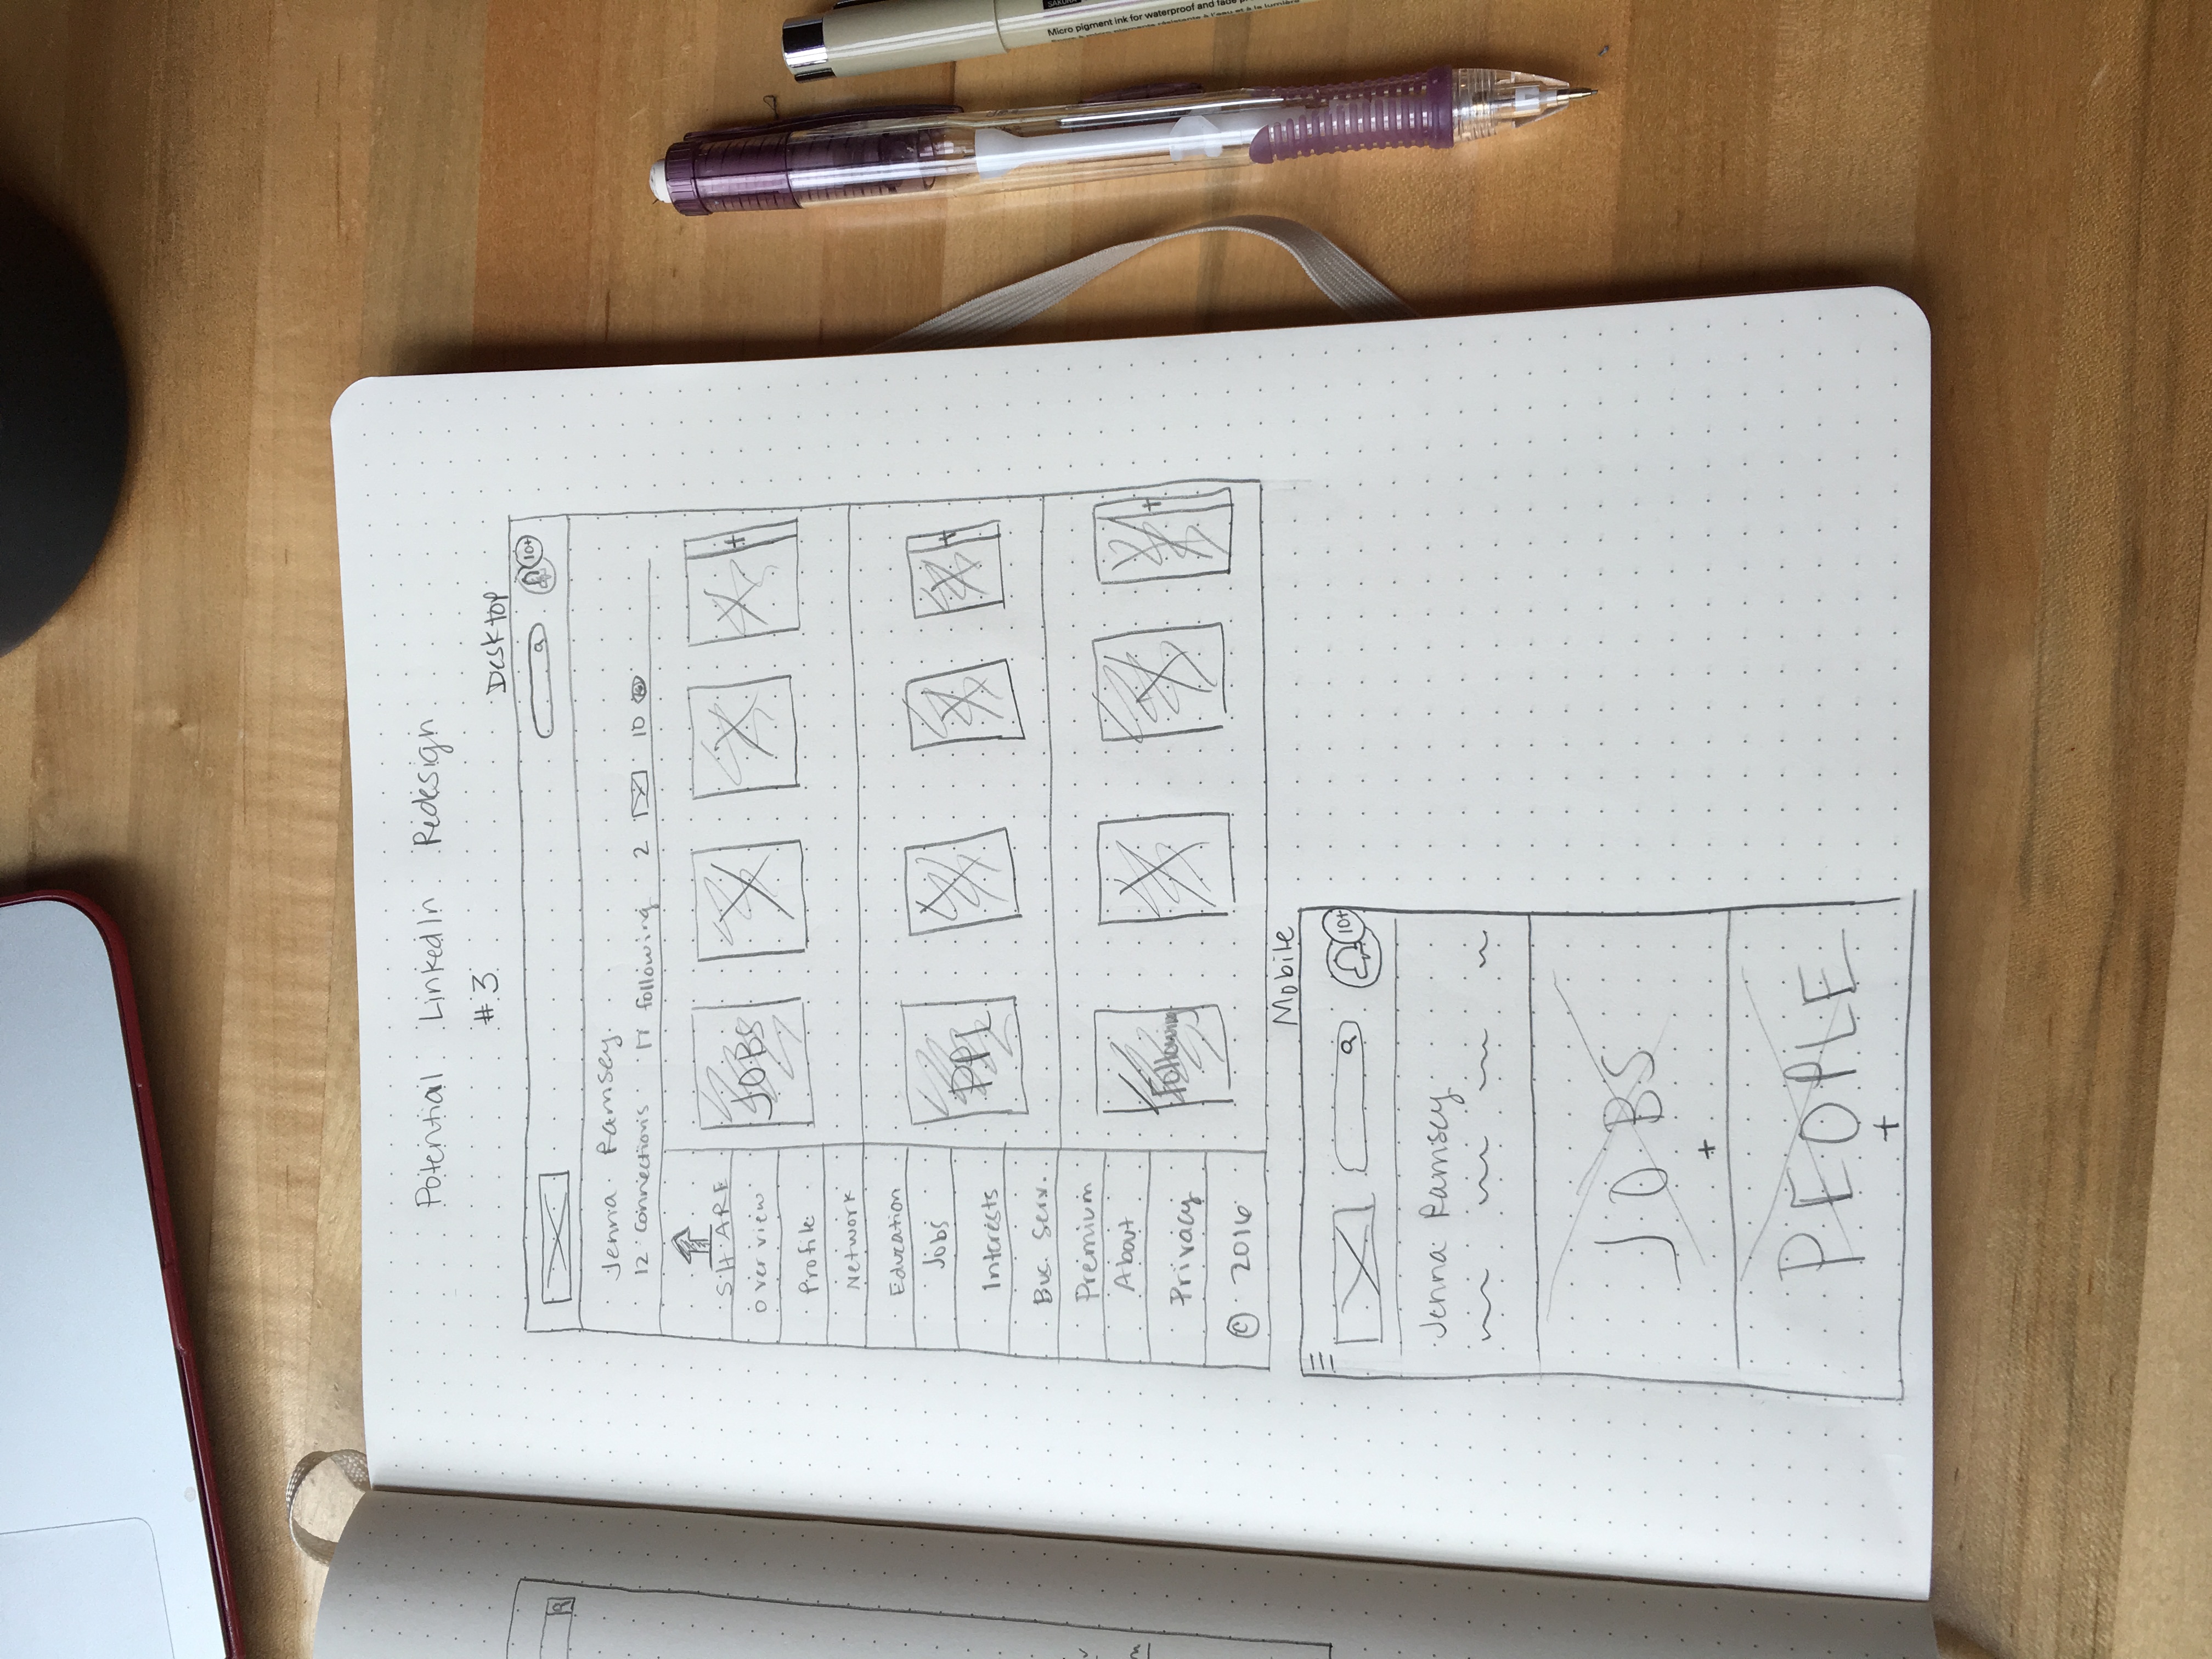 Potential LinkedIn Redesign
#3
Desktop
10+
Jenna Ramsey
12 connections 17 following 2 10
SHARE
overview
Profile
Network
Education
Jobs
Interests
Bus. Serv.
Premium
About
Privacy
© 2016
JOBS
+
PPL
+
Following
+
Mobile
10+
Jenna Ramsey
JOBS
+
PEOPLE
+
Micro pigment ink for waterproof and